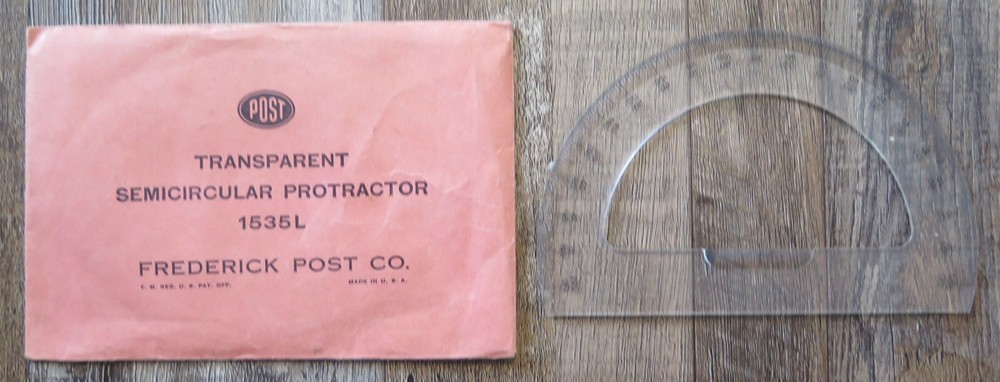 POST
TRANSPARENT
SEMICIRCULAR PROTRACTOR
1535L
FREDERICK POST CO.
T. M. REG. U. S. PAT. OFF. MADE IN U. S. A.